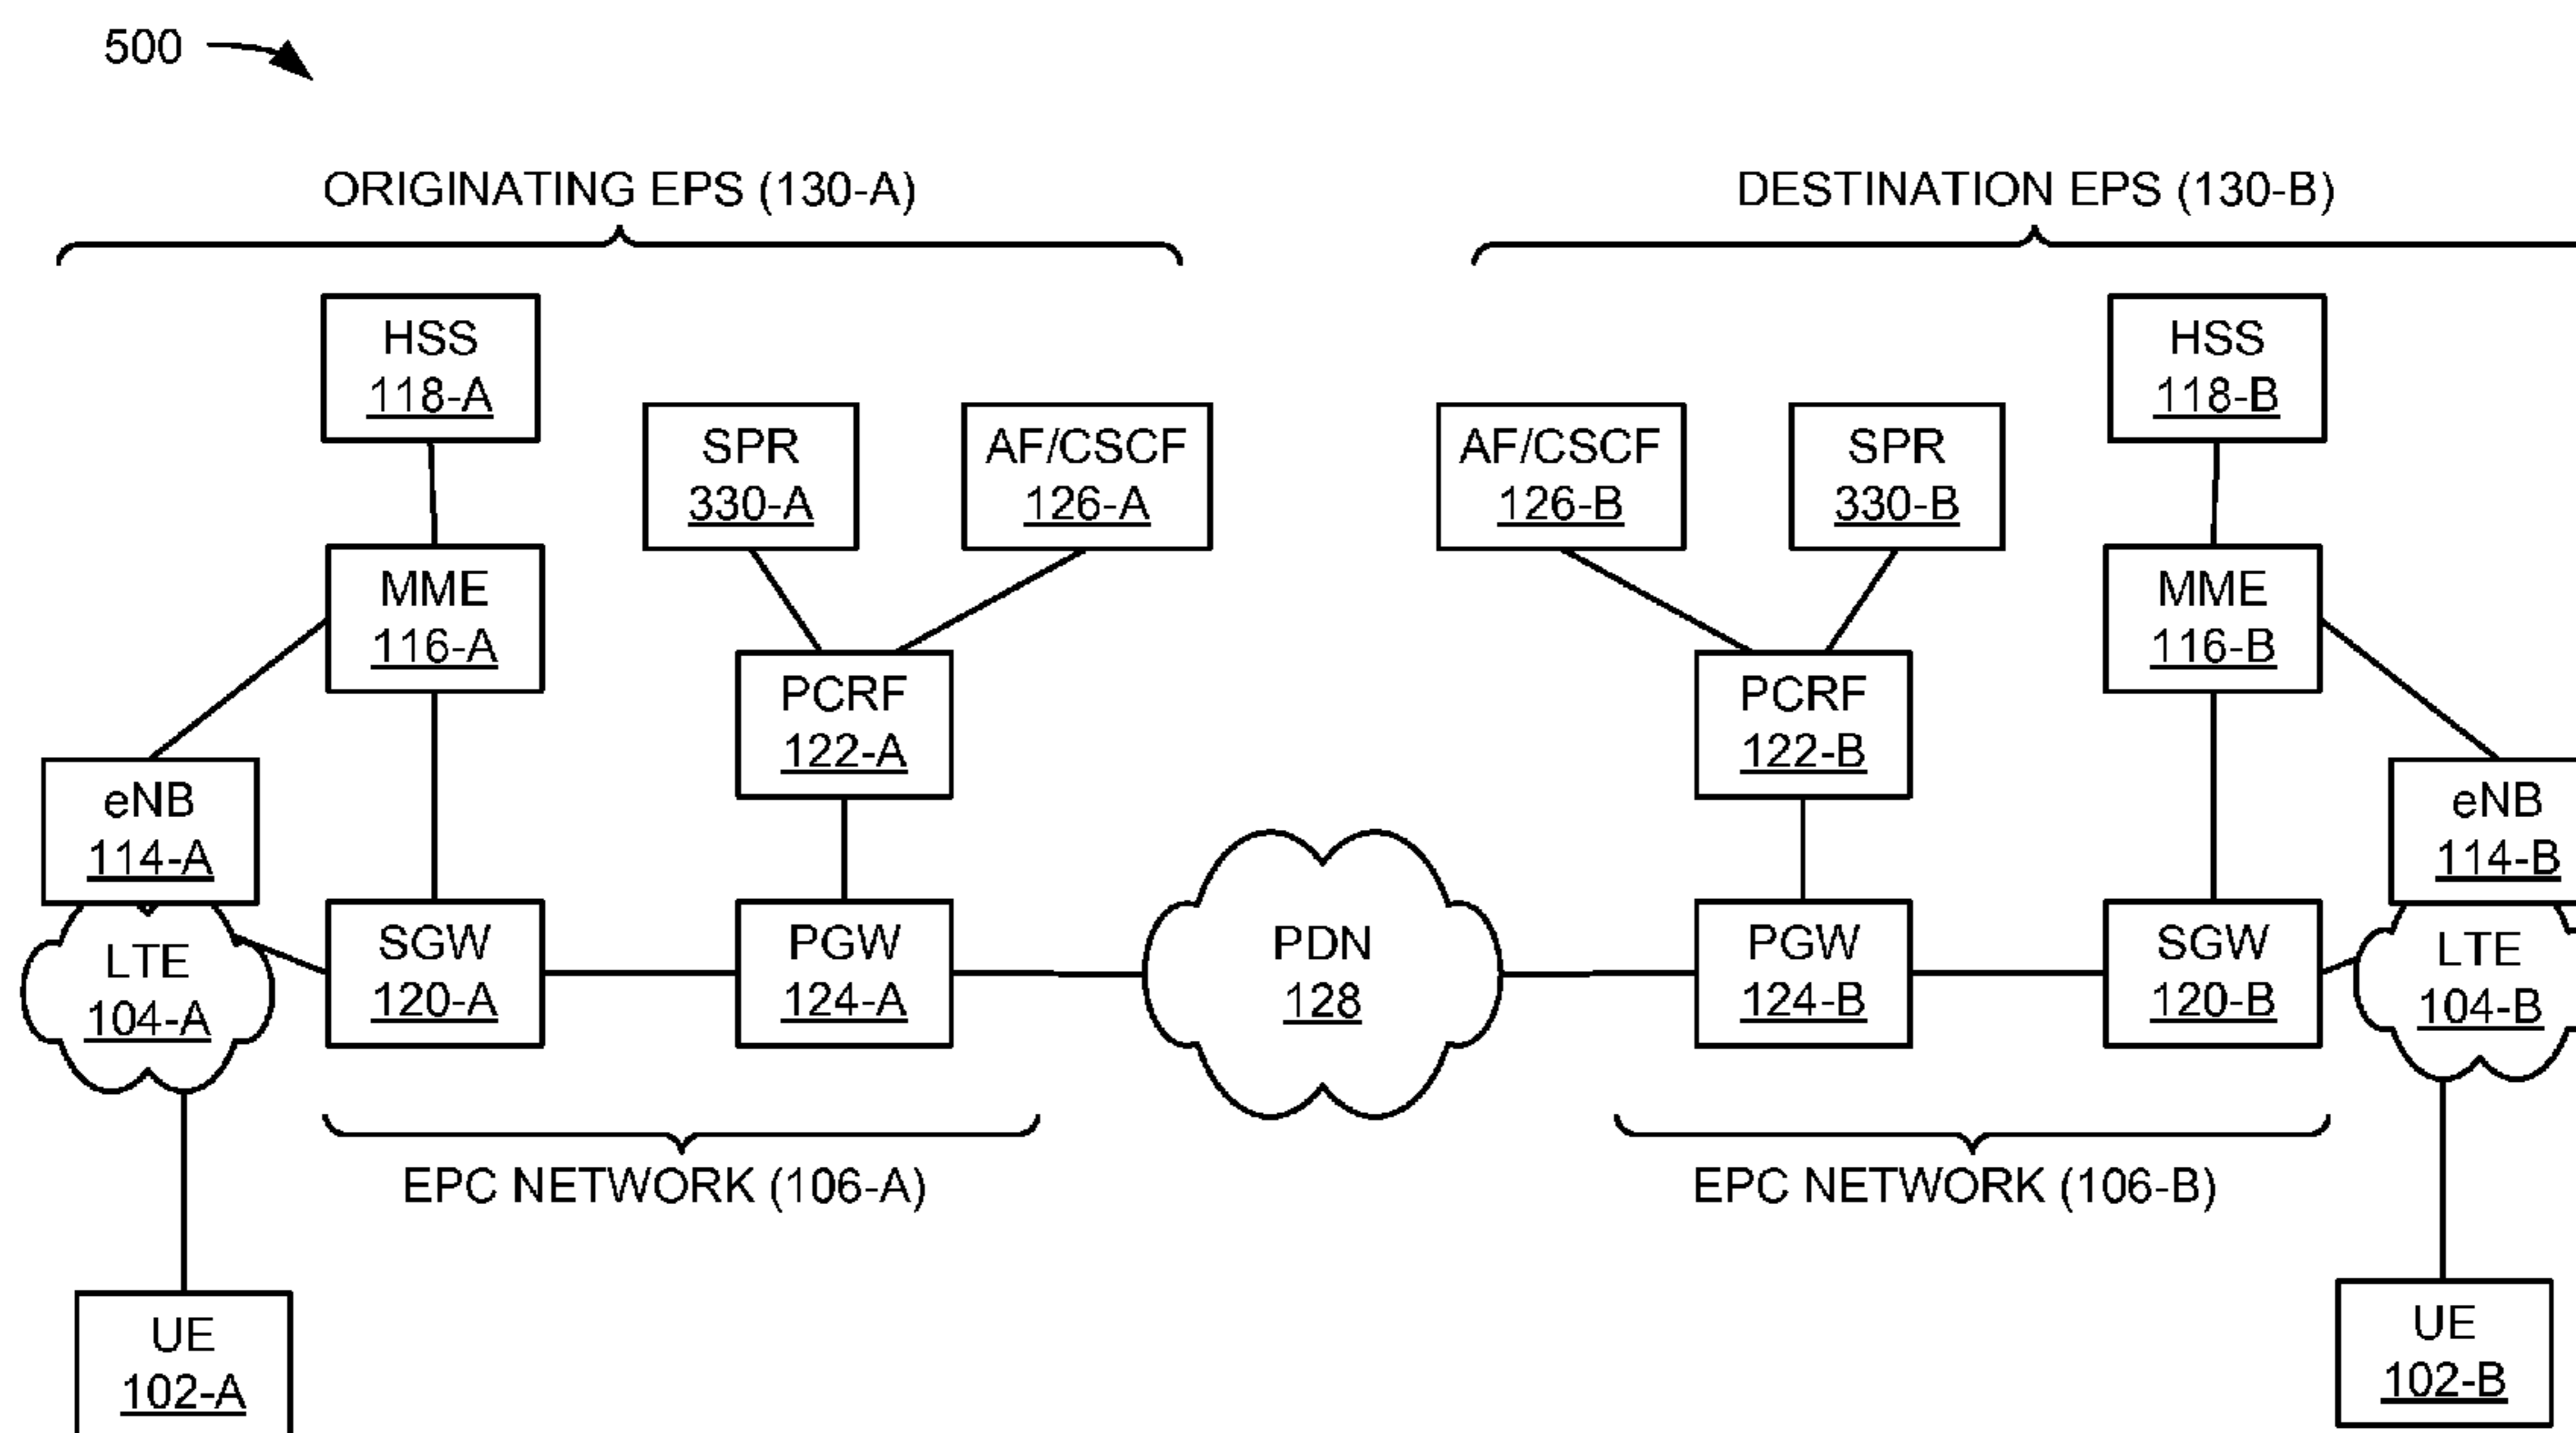 500
ORIGINATING EPS (130-A)
DESTINATION EPS (130-B)
HSS
118-A
HSS
118-B
SPR
330-A
AF/CSCF
126-A
AF/CSCF
126-B
SPR
330-B
MME
116-A
MME
116-B
PCRF
122-A
PCRF
122-B
eNB
114-A
eNB
114-B
LTE
104-A
SGW
120-A
PGW
124-A
PDN
128
PGW
124-B
SGW
120-B
LTE
104-B
EPC NETWORK (106-A)
EPC NETWORK (106-B)
UE
102-A
UE
102-B